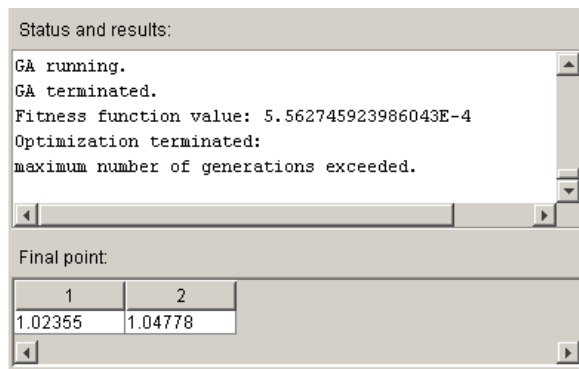 Status and results:
GA running.
GA terminated.
Fitness function value: 5.562745923986043E-4
Optimization terminated:
maximum number of generations exceeded.
Final point:
1 2
1.02355 1.04778